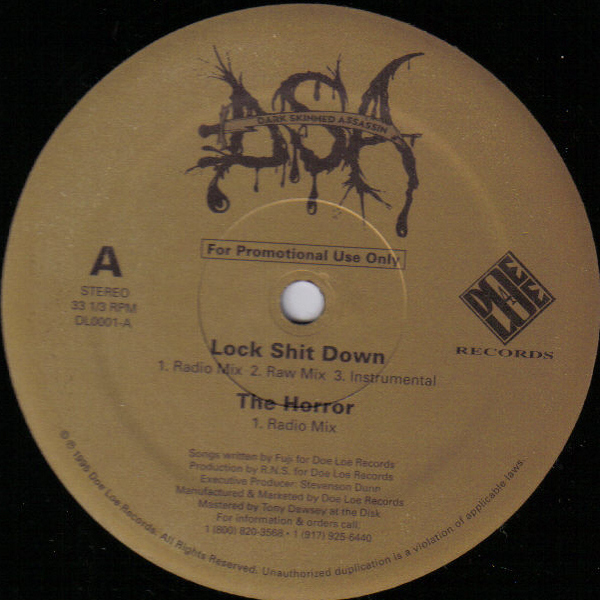 DSA
DARK SKINNED ASSASSIN
For Promotional Use Only
A
STEREO
33 1/3 RPM
DL0001-A
DOE LOE
RECORDS
Lock Shit Down
1. Radio Mix 2. Raw Mix 3. Instrumental
The Horror
1. Radio Mix
Songs written by Fuji for Doe Loe Records
Production by R.N.S. for Doe Loe Records
Executive Producer: Stevenson Dunn
Manufactured & Marketed by Doe Loe Records
Mastered by Tony Dawsey at the Disk
For information & orders call:
1 (800) 820-3568 • 1 (917) 925-6440
© ℗ 1995 Doe Loe Records. All Rights Reserved. Unauthorized duplication is a violation of applicable laws.